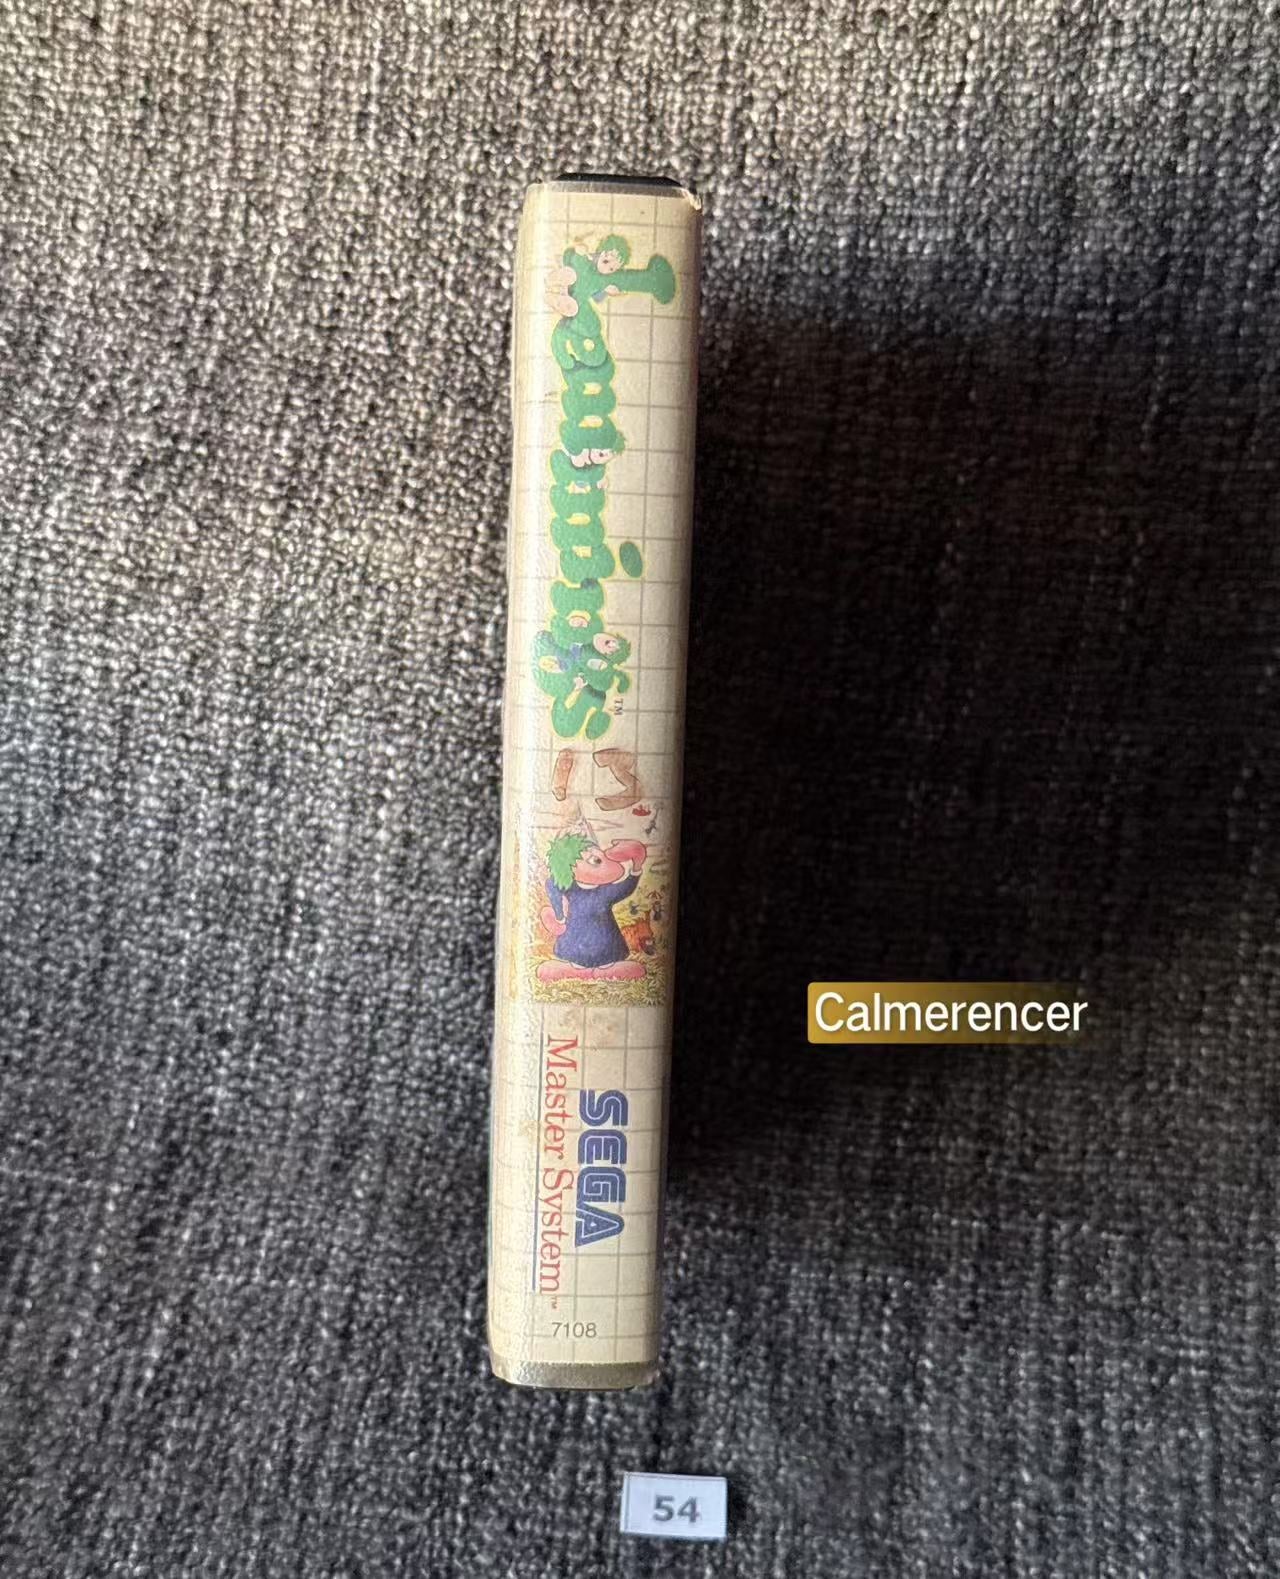 Lemmings™
SEGA
Master System™
7108
Calmerencer
54